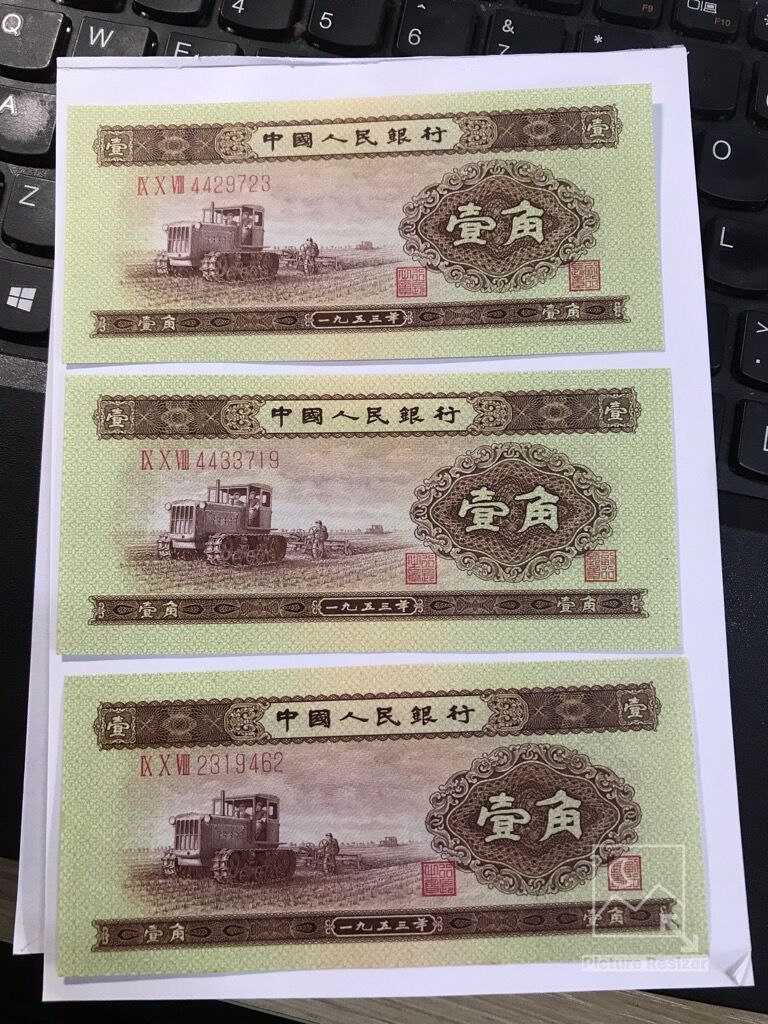 Q
W
E
4
5
6
&
*
F9
F10
A
Z
O
L
壹
中國人民銀行
壹
IX X VIII 4429723
壹角
壹角
一九五三年
壹角
壹
中國人民銀行
壹
IX X VIII 4433719
壹角
壹角
一九五三年
壹角
壹
中國人民銀行
壹
IX X VIII 2319462
壹角
壹角
一九五三年
壹角
Picture Resizer